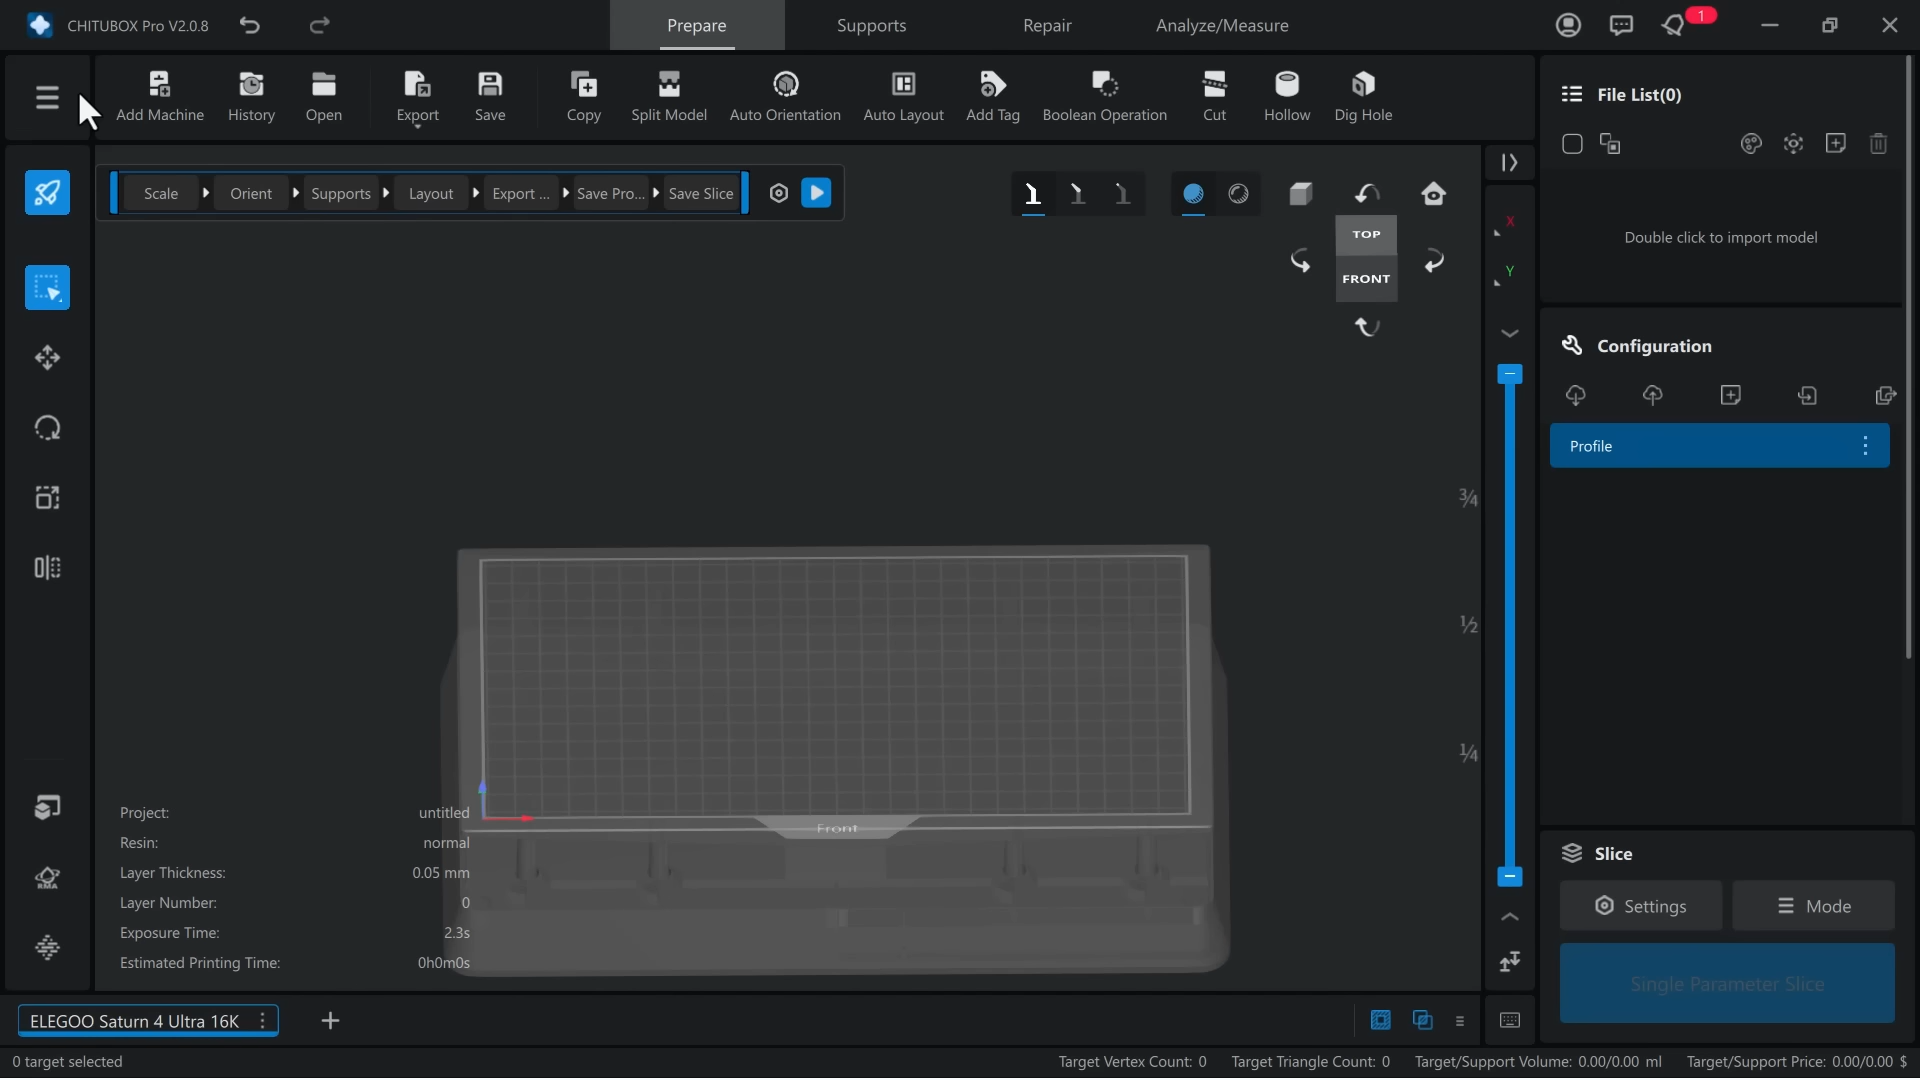 CHITUBOX Pro V2.0.8
Prepare
Supports
Repair
Analyze/Measure
1
Add Machine
History
Open
Export
Save
Copy
Split Model
Auto Orientation
Auto Layout
Add Tag
Boolean Operation
Cut
Hollow
Dig Hole
File List(0)
Scale
Orient
Supports
Layout
Export ...
Save Pro...
Save Slice
TOP
FRONT
X
Y
Double click to import model
Configuration
Profile
¾
½
¼
Front
Project: untitled
Resin: normal
Layer Thickness: 0.05 mm
Layer Number: 0
Exposure Time: 2.3s
Estimated Printing Time: 0h0m0s
RMA
Slice
Settings
Mode
Single Parameter Slice
ELEGOO Saturn 4 Ultra 16K
0 target selected
Target Vertex Count: 0
Target Triangle Count: 0
Target/Support Volume: 0.00/0.00 ml
Target/Support Price: 0.00/0.00 $